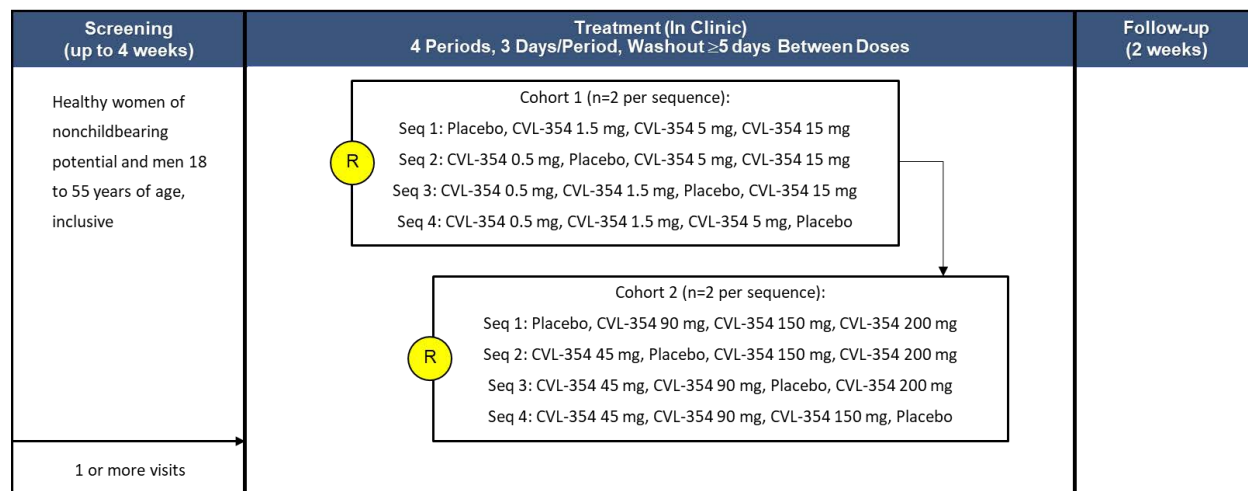 Screening
(up to 4 weeks)
Treatment (In Clinic)
4 Periods, 3 Days/Period, Washout ≥5 days Between Doses
Follow-up
(2 weeks)
Healthy women of
nonchildbearing
potential and men 18
to 55 years of age,
inclusive
1 or more visits
R
Cohort 1 (n=2 per sequence):
Seq 1: Placebo, CVL-354 1.5 mg, CVL-354 5 mg, CVL-354 15 mg
Seq 2: CVL-354 0.5 mg, Placebo, CVL-354 5 mg, CVL-354 15 mg
Seq 3: CVL-354 0.5 mg, CVL-354 1.5 mg, Placebo, CVL-354 15 mg
Seq 4: CVL-354 0.5 mg, CVL-354 1.5 mg, CVL-354 5 mg, Placebo
R
Cohort 2 (n=2 per sequence):
Seq 1: Placebo, CVL-354 90 mg, CVL-354 150 mg, CVL-354 200 mg
Seq 2: CVL-354 45 mg, Placebo, CVL-354 150 mg, CVL-354 200 mg
Seq 3: CVL-354 45 mg, CVL-354 90 mg, Placebo, CVL-354 200 mg
Seq 4: CVL-354 45 mg, CVL-354 90 mg, CVL-354 150 mg, Placebo